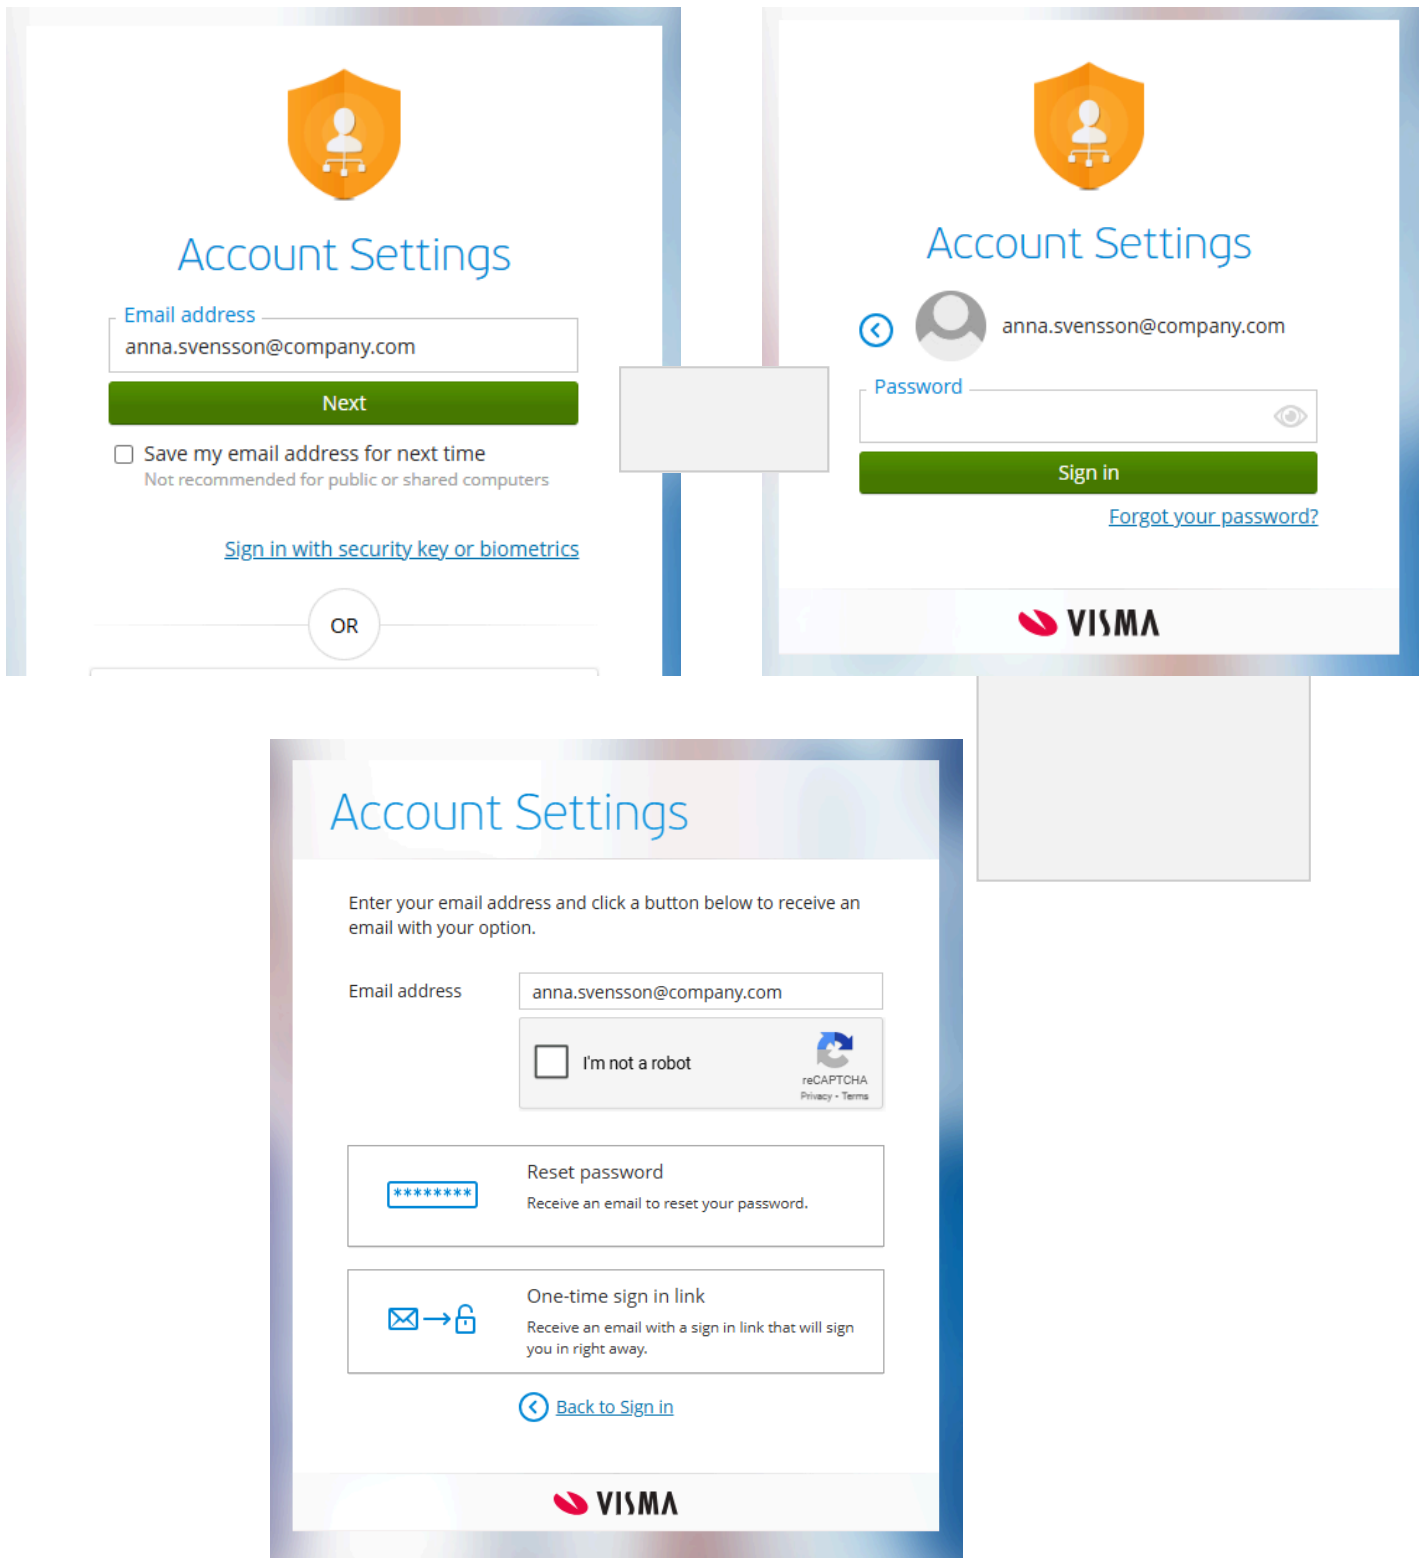 Account Settings
Email address
anna.svensson@company.com
Next
Save my email address for next time
Not recommended for public or shared computers
Sign in with security key or biometrics
OR
Account Settings
anna.svensson@company.com
Password
Sign in
Forgot your password?
VISMA
Account Settings
Enter your email address and click a button below to receive an
email with your option.
Email address
anna.svensson@company.com
I'm not a robot
reCAPTCHA
Privacy - Terms
Reset password
********
Receive an email to reset your password.
One-time sign in link
Receive an email with a sign in link that will sign
you in right away.
Back to Sign in
VISMA